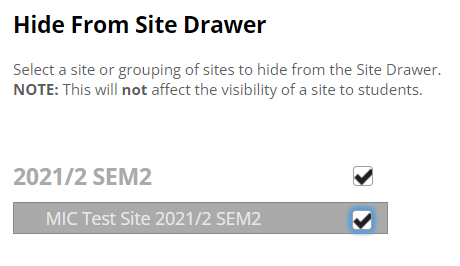 Hide From Site Drawer
Select a site or grouping of sites to hide from the Site Drawer.
NOTE: This will not affect the visibility of a site to students.
2021/2 SEM2
MIC Test Site 2021/2 SEM2